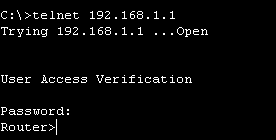 C:\>telnet 192.168.1.1
Trying 192.168.1.1 ...Open
User Access Verification
Password:
Router>